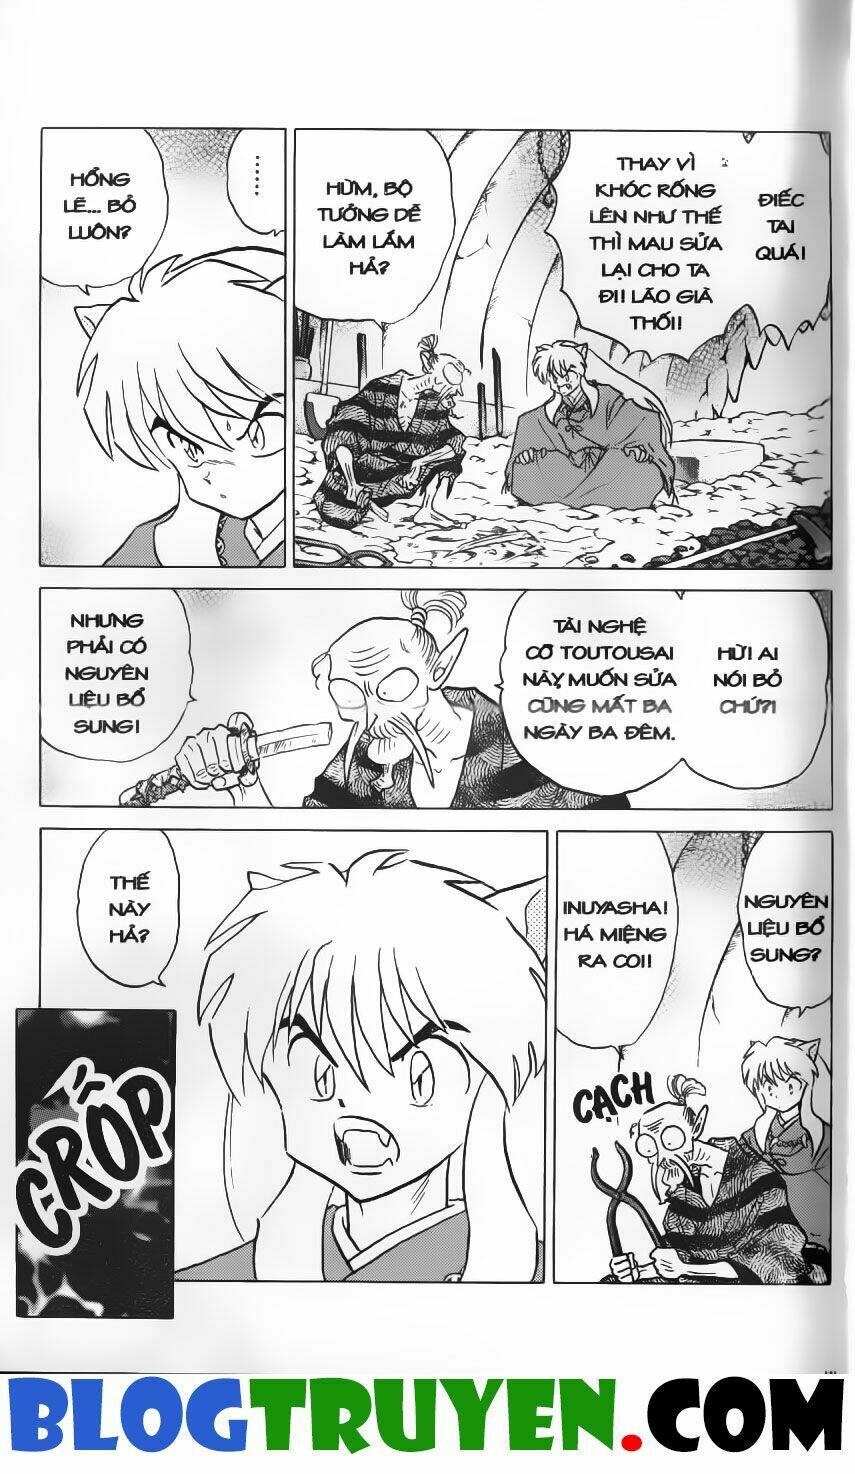 ĐIẾC
TAI
QUÁ!
THAY VÌ
KHÓC RỐNG
LÊN NHƯ THẾ
THÌ MAU SỬA
LẠI CHO TA
ĐI! LÃO GIÀ
THỐI!
HỪM, BỘ
TƯỞNG DỄ
LÀM LẮM
HẢ?
......
HỔNG
LẼ... BỎ
LUÔN?
HỪ! AI
NÓI BỎ
CHỨ?!
TÀI NGHỆ
CỠ TOUTOUSAI
NÀY, MUỐN SỬA
CŨNG MẤT BA
NGÀY BA ĐÊM.
NHƯNG
PHẢI CÓ
NGUYÊN
LIỆU BỔ
SUNG!
NGUYÊN
LIỆU BỔ
SUNG?
INUYASHA!
HÁ MIỆNG
RA COI!
CẠCH
THẾ
NÀY
HẢ?
CRỐP
BLOGTRUYEN.COM